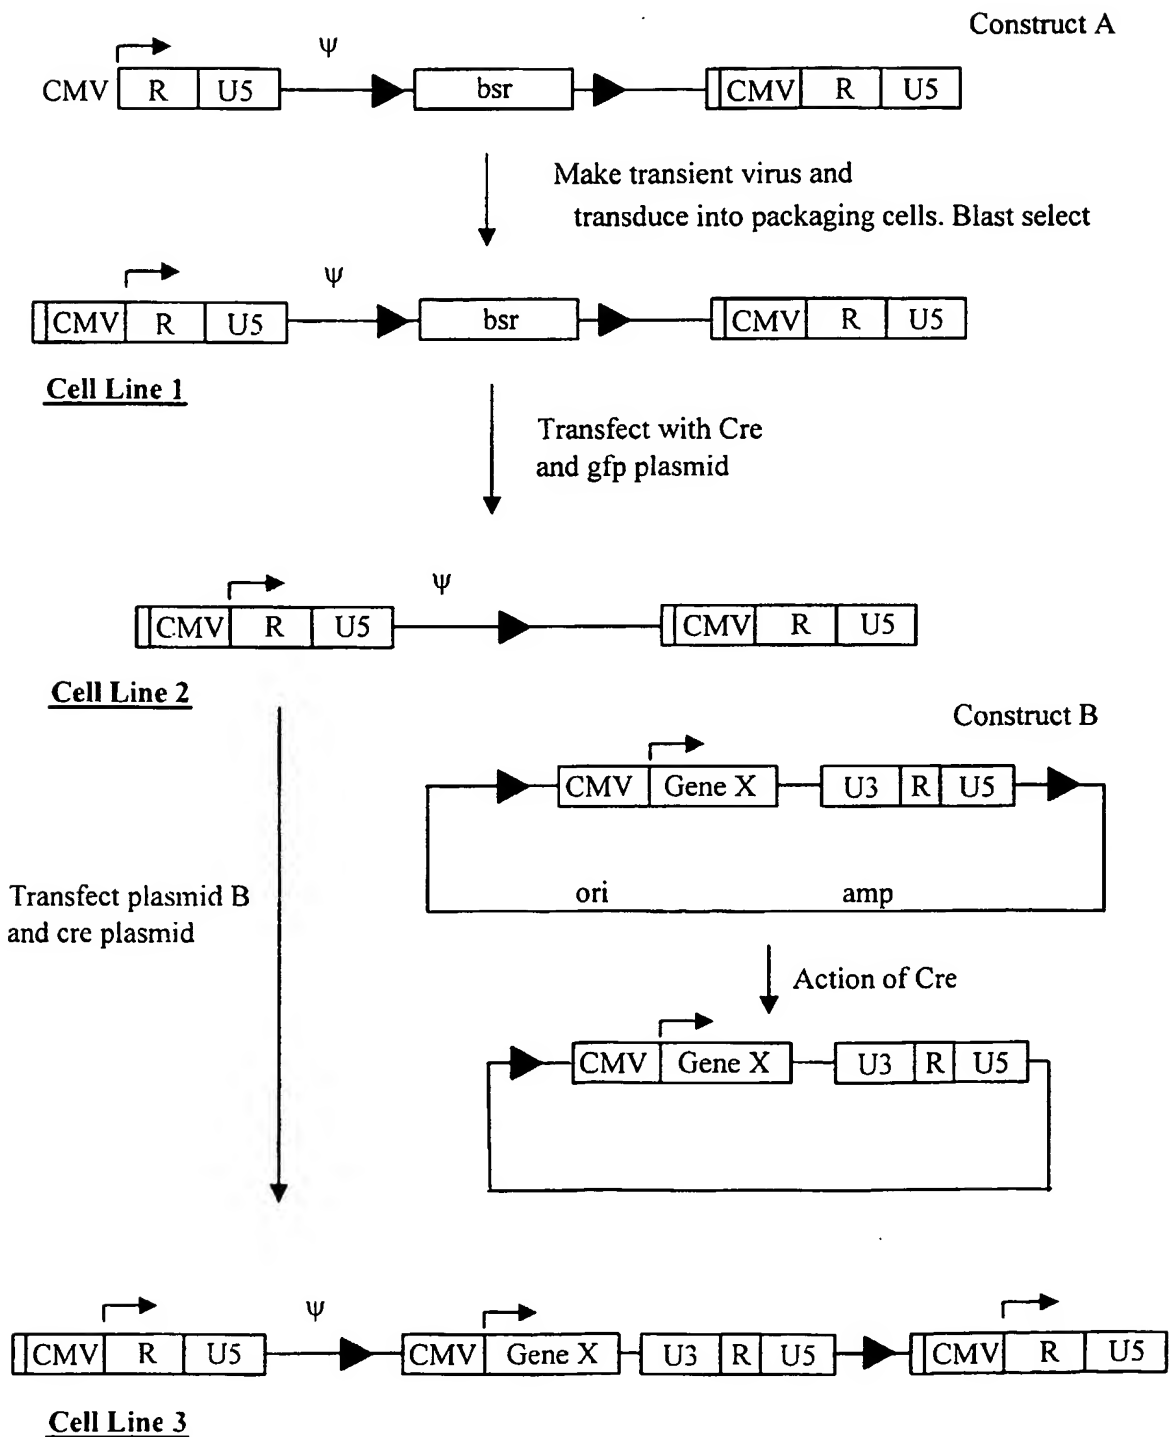 Construct A
ψ
CMV R U5 bsr CMV R U5
Make transient virus and
transduce into packaging cells. Blast select
ψ
CMV R U5 bsr CMV R U5
Cell Line 1
Transfect with Cre
and gfp plasmid
ψ
CMV R U5 CMV R U5
Cell Line 2
Construct B
CMV Gene X U3 R U5
ori amp
Transfect plasmid B
and cre plasmid
Action of Cre
CMV Gene X U3 R U5
ψ
CMV R U5 CMV Gene X U3 R U5 CMV R U5
Cell Line 3